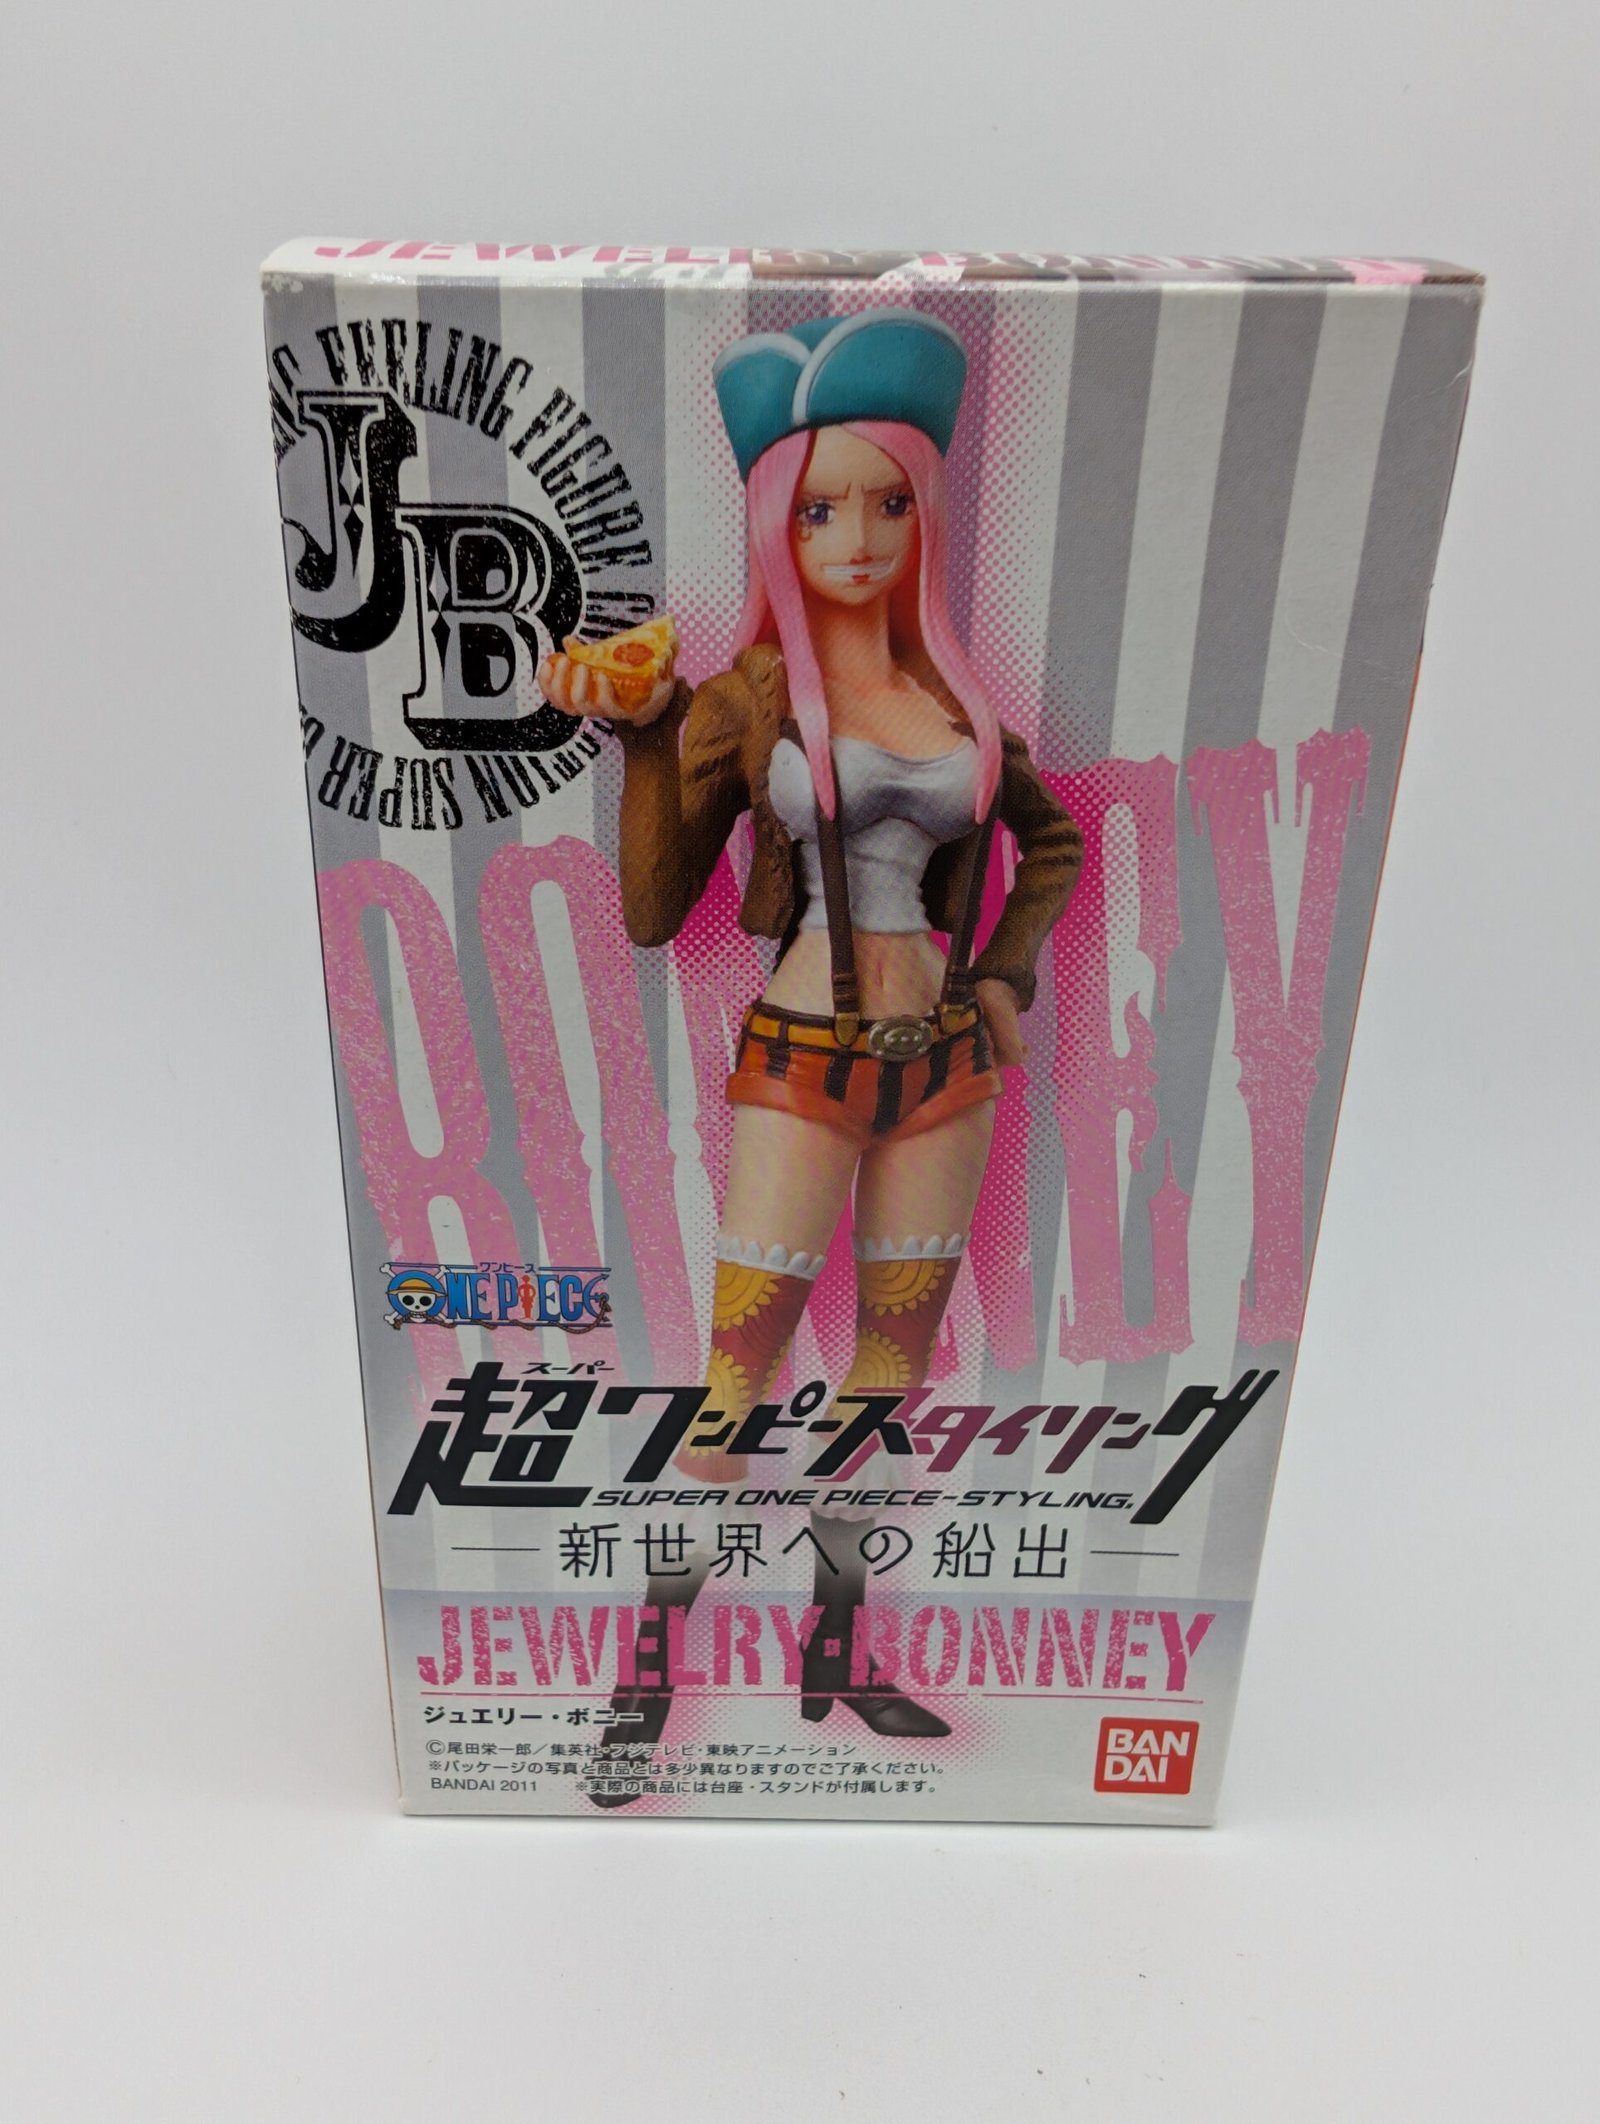 JEWELRY BONNEY
FEELING FIGURE
JB
SUPER
BONNEY
ワンピース
ONE PIECE
スーパー
超ワンピーススタイリング
SUPER ONE PIECE-STYLING.
新世界への船出
JEWELRY・BONNEY
ジュエリー・ボニー
©尾田栄一郎／集英社・フジテレビ・東映アニメーション
※パッケージの写真と商品とは多少異なりますのでご了承ください。
BANDAI 2011 ※実際の商品には台座・スタンドが付属します。
BAN
DAI